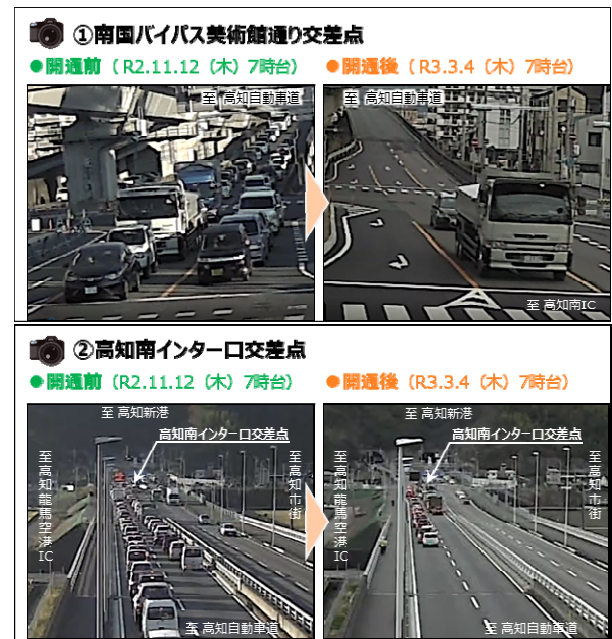 ①南国バイパス美術館通り交差点
●開通前（R2.11.12（木）7時台）
●開通後（R3.3.4（木）7時台）
至 高知自動車道
至 高知自動車道
至 高知南IC
②高知南インター口交差点
●開通前（R2.11.12（木）7時台）
●開通後（R3.3.4（木）7時台）
至 高知新港
高知南インター口交差点
至高知龍馬空港IC
至高知市街
至 高知自動車道
至 高知新港
高知南インター口交差点
至高知龍馬空港IC
至高知市街
至 高知自動車道